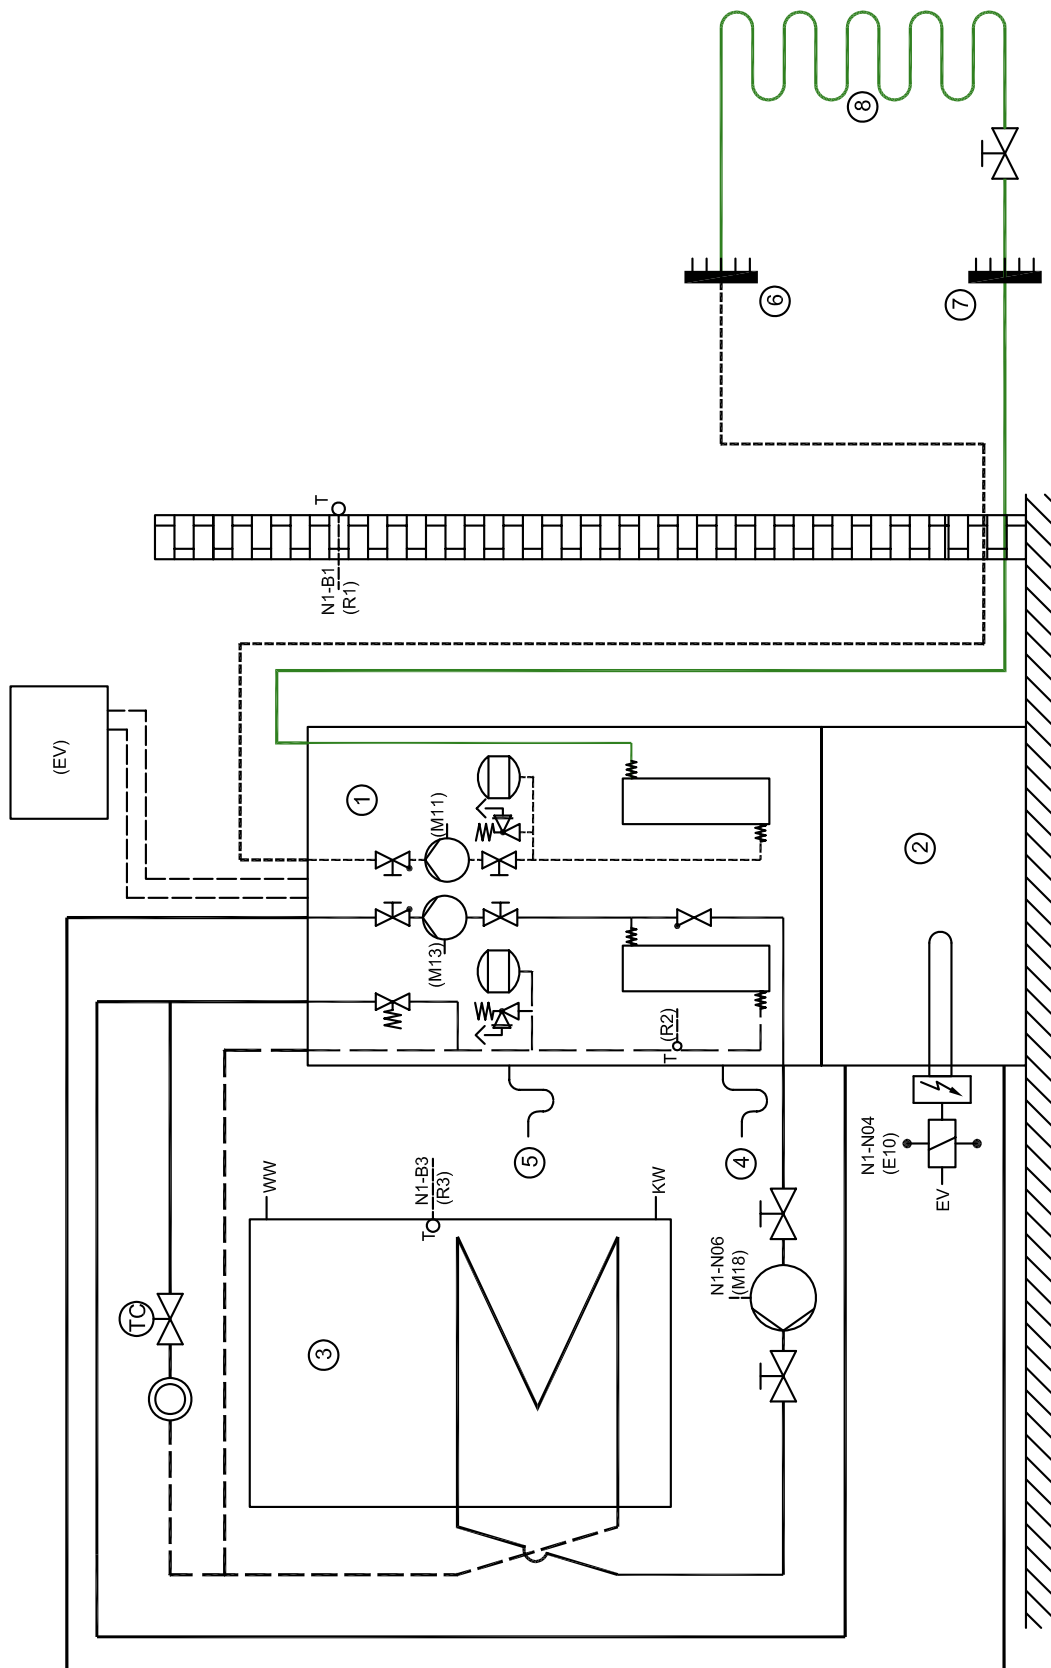 8
6
7
T
N1-B1
(R1)
(EV)
1
(M11)
2
(M13)
(R2)
T
5
4
N1-N04
(E10)
EV
WW
N1-B3
(R3)
T
KW
N1-N06
(M18)
TC
3